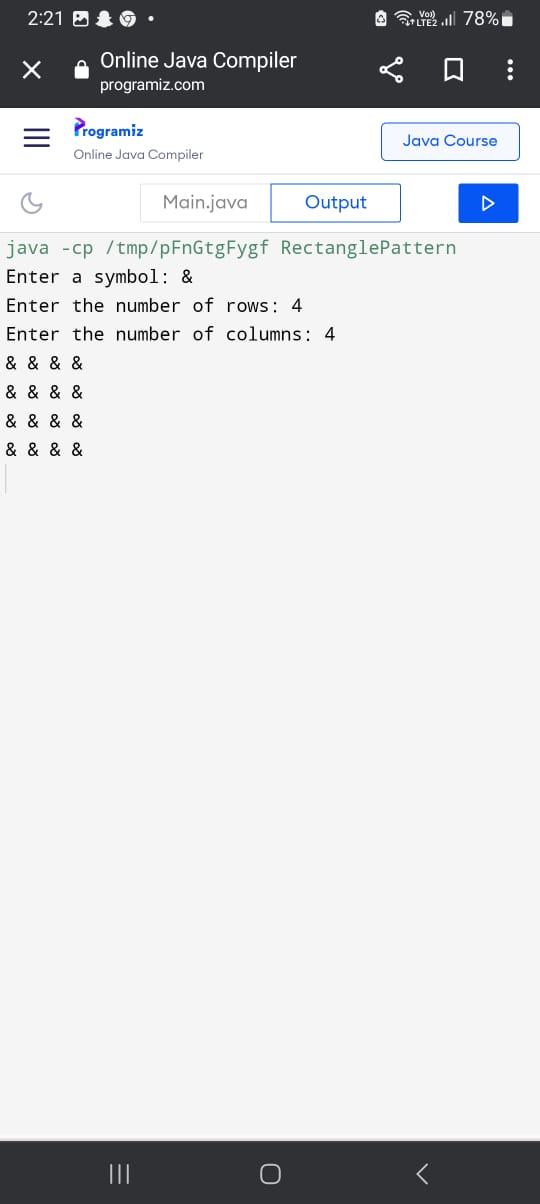 2:21
Vo)) LTE2 78%
Online Java Compiler
programiz.com
Programiz
Online Java Compiler
Java Course
Main.java Output
java -cp /tmp/pFnGtgFygf RectanglePattern
Enter a symbol: &
Enter the number of rows: 4
Enter the number of columns: 4
& & & &
& & & &
& & & &
& & & &